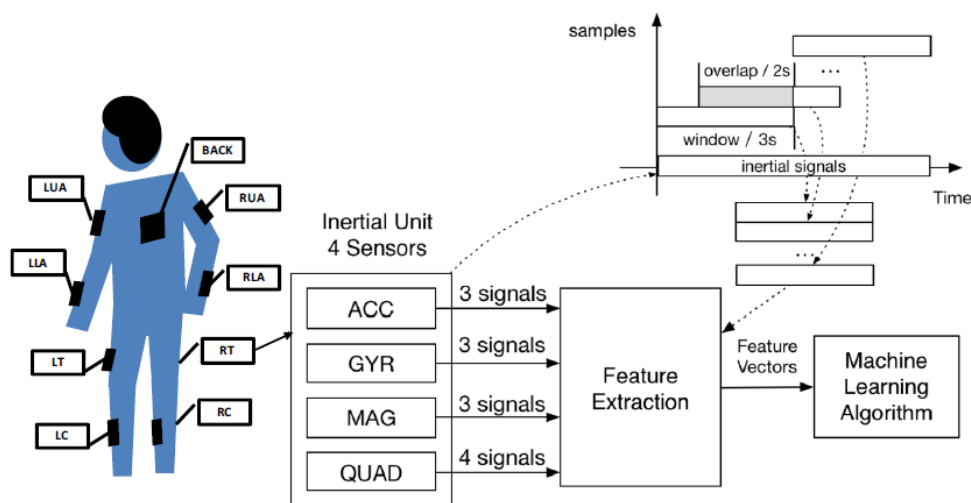 samples
overlap / 2s
...
window / 3s
inertial signals
Time
...
BACK
LUA
RUA
LLA
RLA
LT
RT
LC
RC
Inertial Unit
4 Sensors
ACC
GYR
MAG
QUAD
3 signals
3 signals
3 signals
4 signals
Feature
Extraction
Feature
Vectors
Machine
Learning
Algorithm